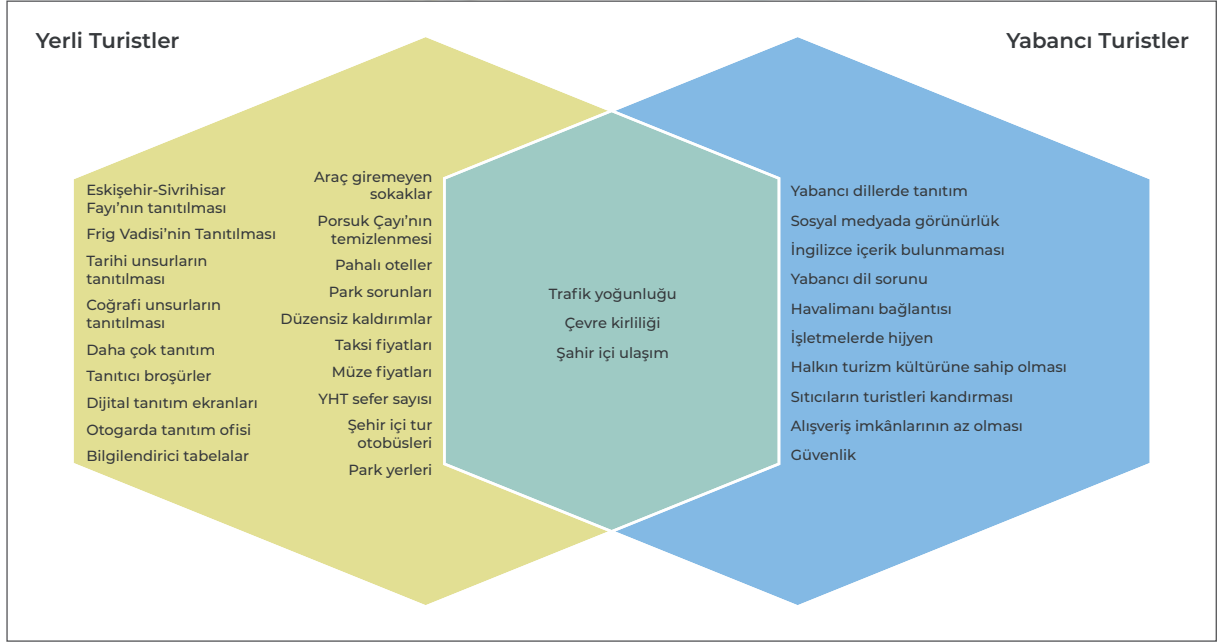 Yerli Turistler
Yabancı Turistler
Eskişehir-Sivrihisar
Fayı'nın tanıtılması
Frig Vadisi'nin Tanıtılması
Tarihi unsurların
tanıtılması
Coğrafi unsurların
tanıtılması
Daha çok tanıtım
Tanıtıcı broşürler
Dijital tanıtım ekranları
Otogarda tanıtım ofisi
Bilgilendirici tabelalar
Araç giremeyen
sokaklar
Porsuk Çayı'nın
temizlenmesi
Pahalı oteller
Park sorunları
Düzensiz kaldırımlar
Taksi fiyatları
Müze fiyatları
YHT sefer sayısı
Şehir içi tur
otobüsleri
Park yerleri
Trafik yoğunluğu
Çevre kirliliği
Şahir içi ulaşım
Yabancı dillerde tanıtım
Sosyal medyada görünürlük
İngilizce içerik bulunmaması
Yabancı dil sorunu
Havalimanı bağlantısı
İşletmelerde hijyen
Halkın turizm kültürüne sahip olması
Sıtıcıların turistleri kandırması
Alışveriş imkânlarının az olması
Güvenlik